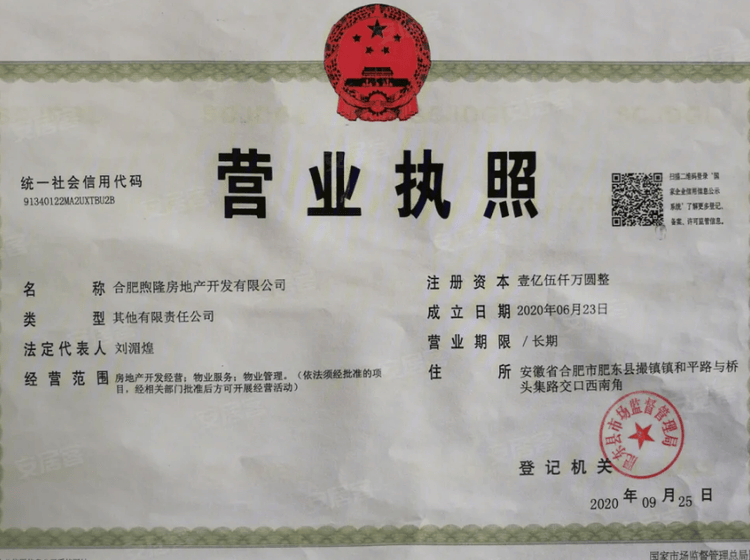 营业执照
统一社会信用代码
91340122MA2UXTBU2B
扫描二维码登录“国
家企业信用信息公示
系统”了解更多登记、
备案、许可监管信息。
名 称 合肥煦隆房地产开发有限公司
类 型 其他有限责任公司
法定代表人 刘湄煌
经营范围 房地产开发经营；物业服务；物业管理。（依法须经批准的项
目，经相关部门批准后方可开展经营活动）
注册资本 壹亿伍仟万圆整
成立日期 2020年06月23日
营业期限 / 长期
住 所 安徽省合肥市肥东县撮镇镇和平路与桥
头集路交口西南角
肥东县市场监督管理局
登记机关
2020 年 09 月 25 日
国家市场监督管理总局